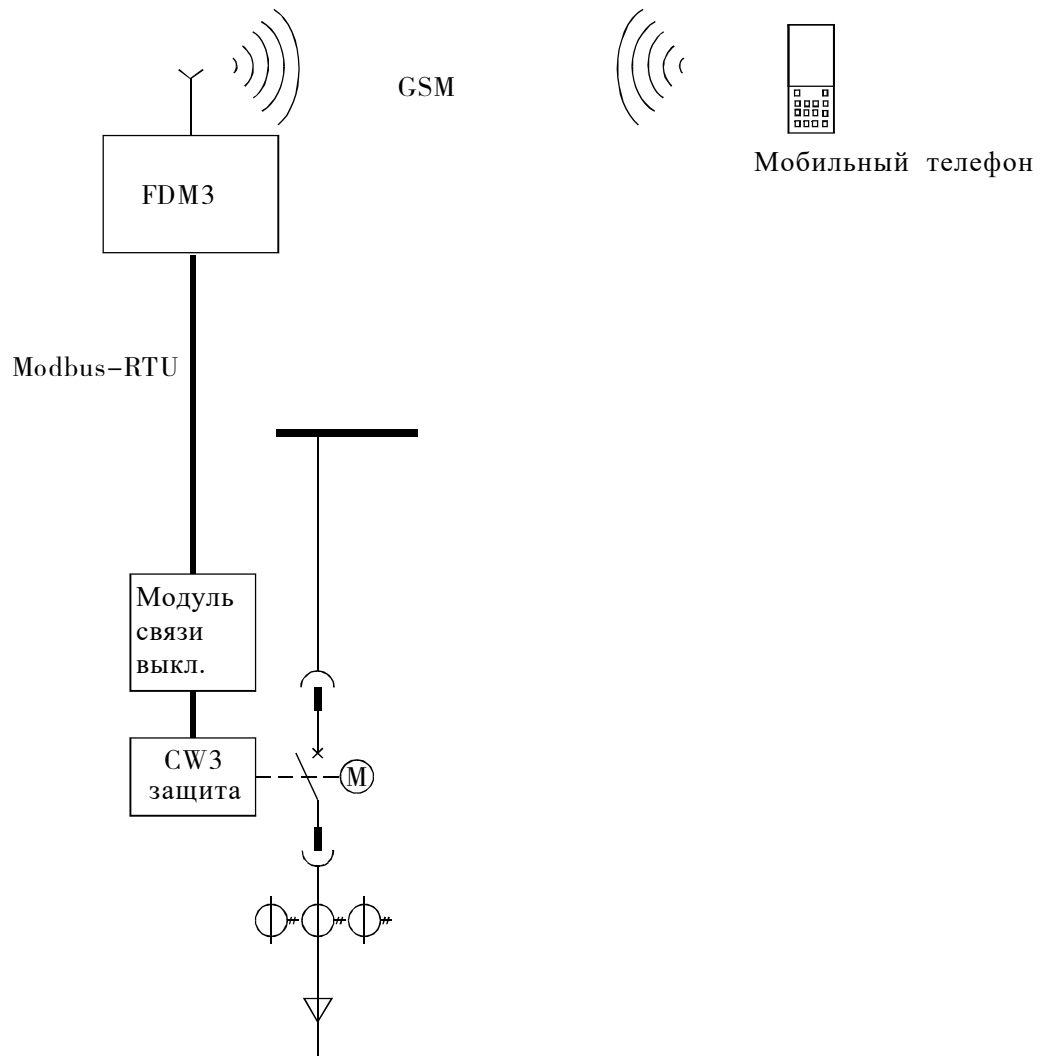 GSM
Мобильный телефон
FDM3
Modbus-RTU
Модуль
связи
выкл.
CW3
защита
M